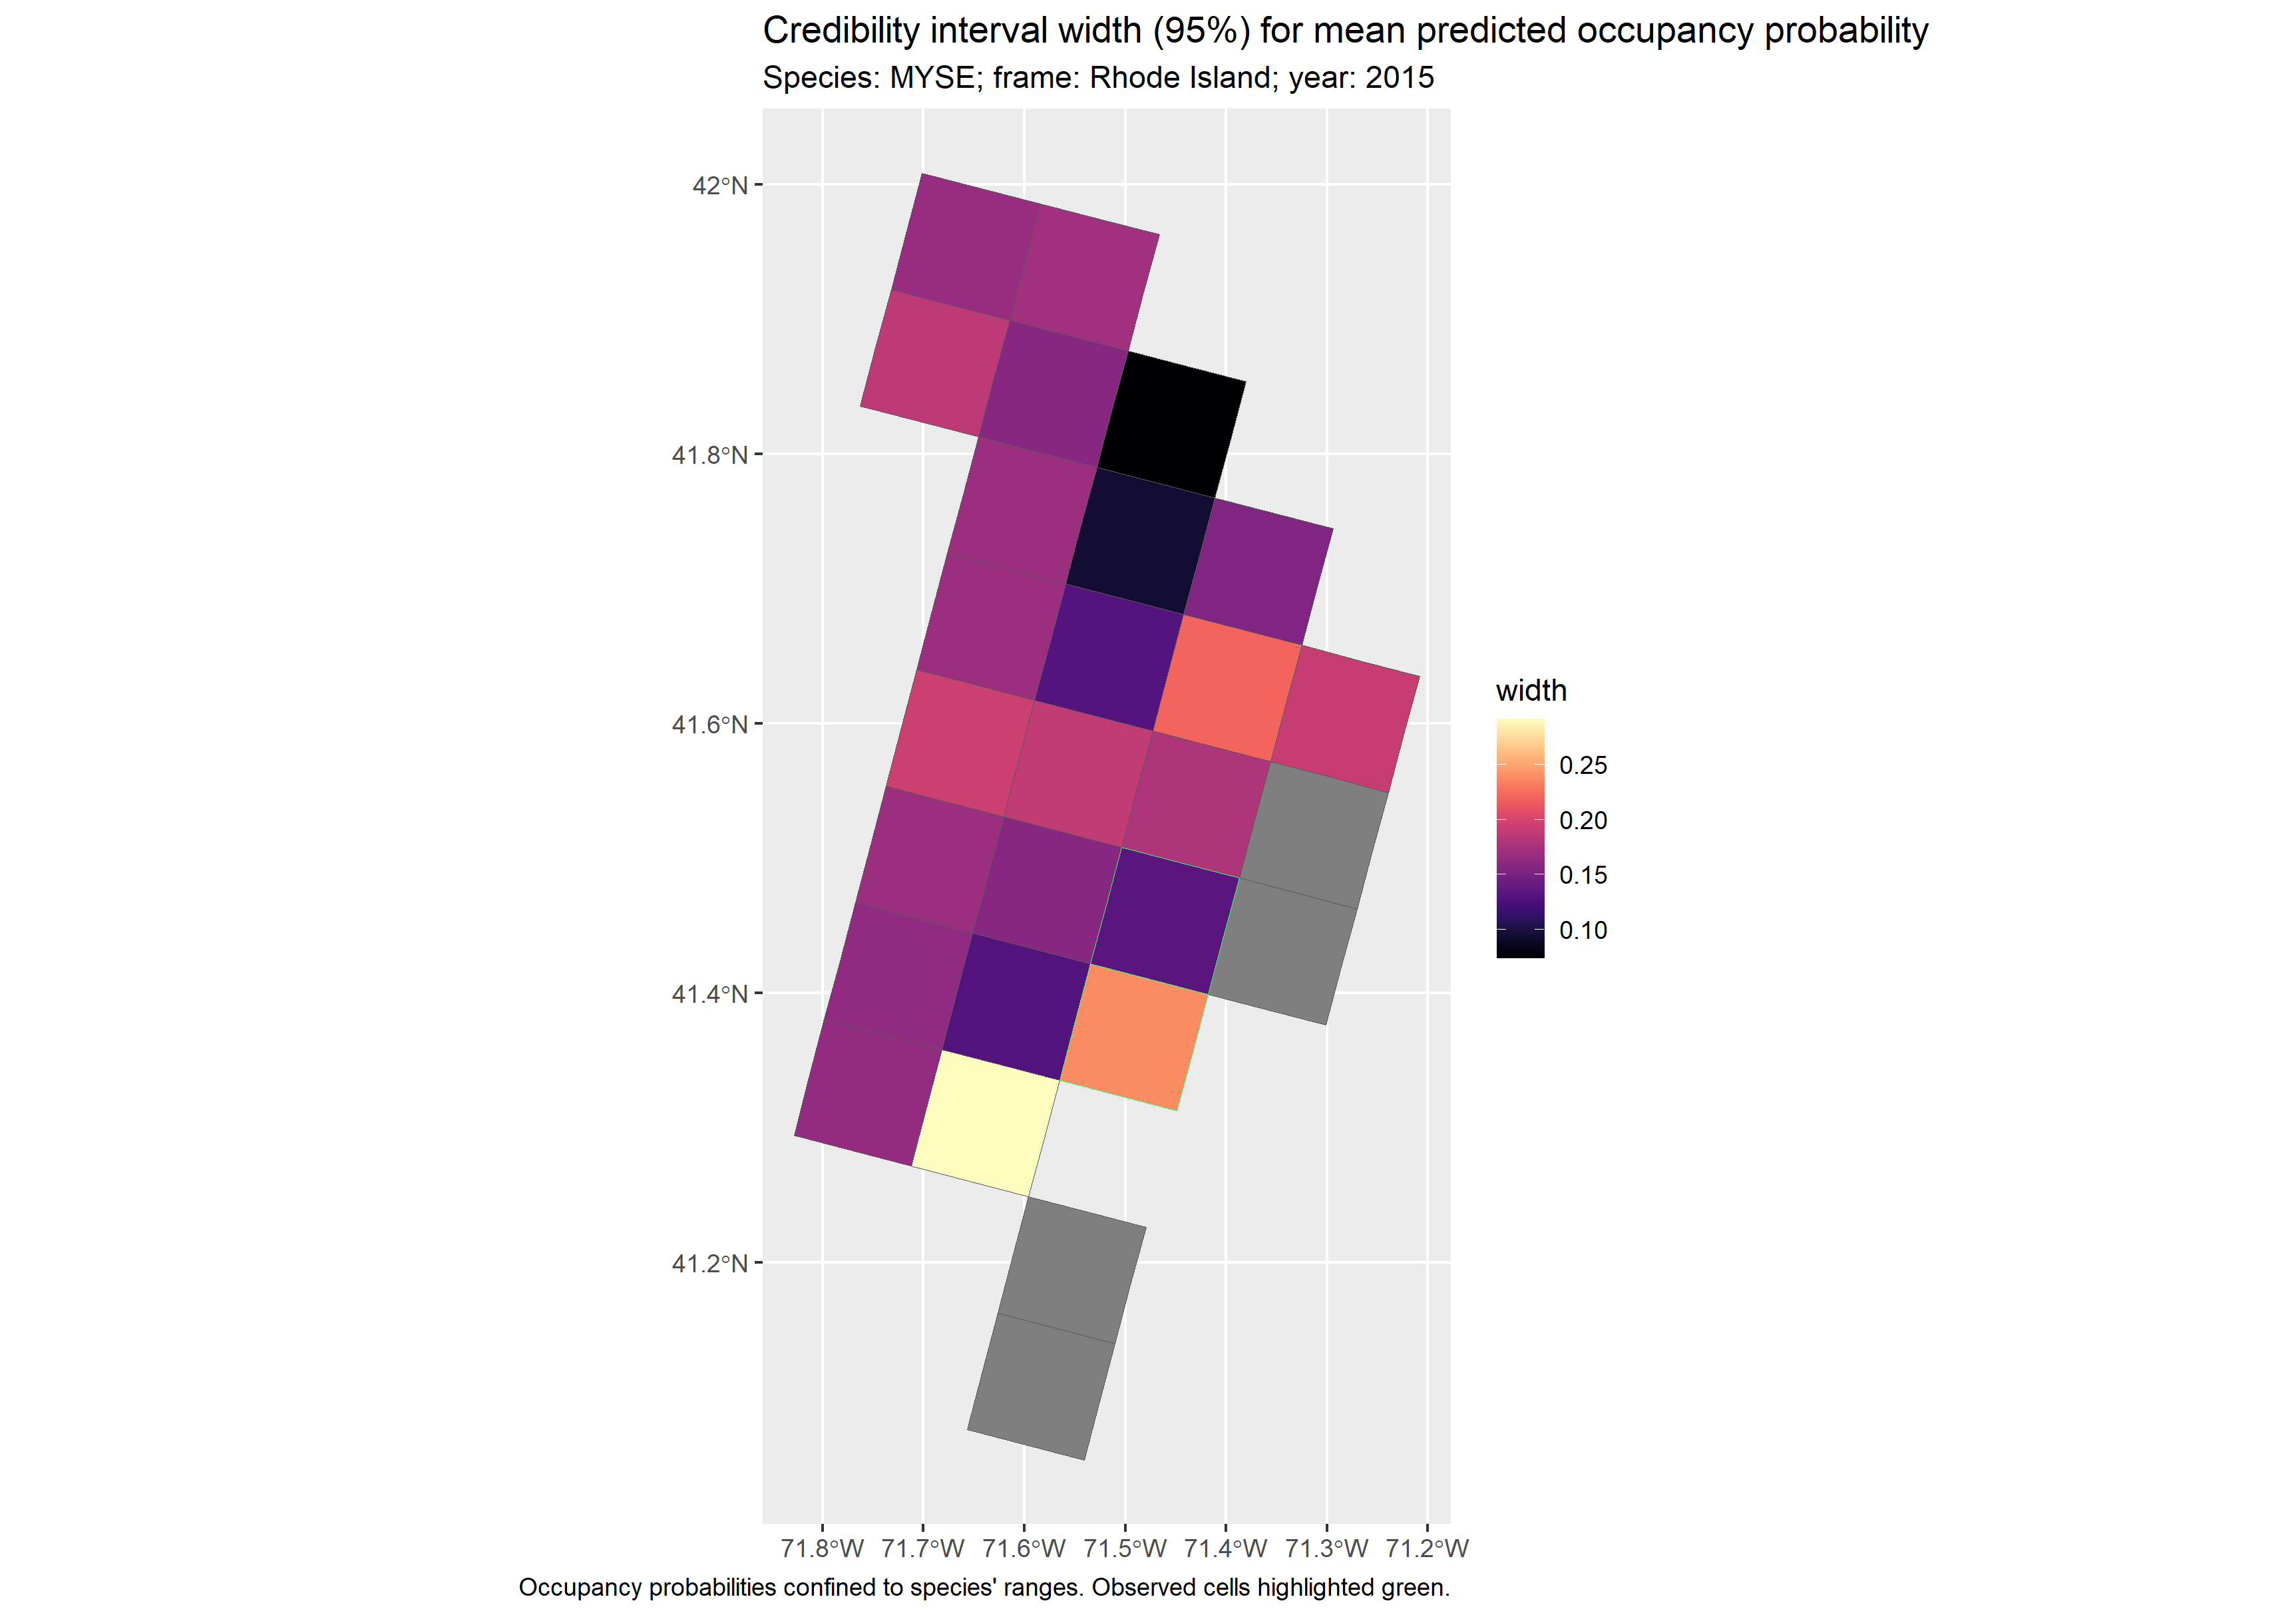 Credibility interval width (95%) for mean predicted occupancy probability
Species: MYSE; frame: Rhode Island; year: 2015
42°N
41.8°N
41.6°N
41.4°N
41.2°N
width
0.25
0.20
0.15
0.10
71.8°W 71.7°W 71.6°W 71.5°W 71.4°W 71.3°W 71.2°W
Occupancy probabilities confined to species' ranges. Observed cells highlighted green.